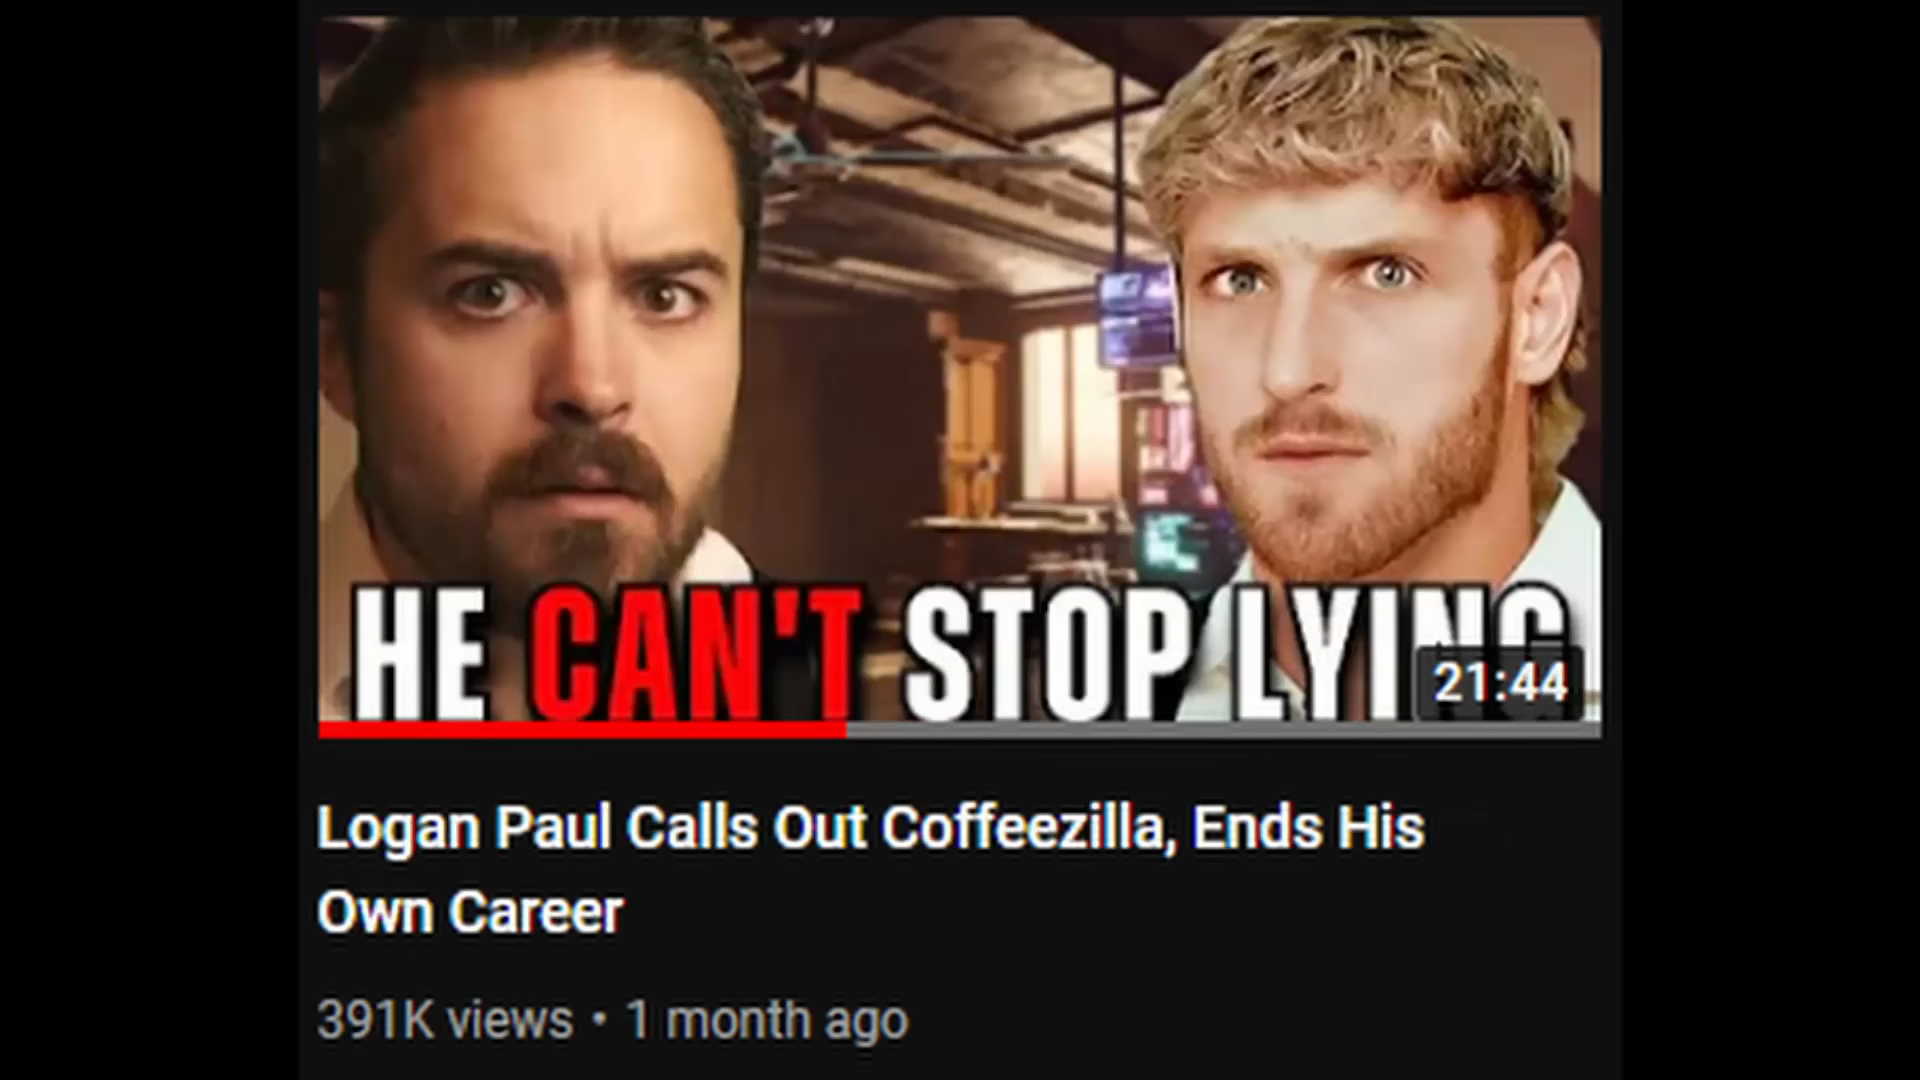 HE CAN'T STOP LYING
21:44
Logan Paul Calls Out Coffeezilla, Ends His
Own Career
391K views • 1 month ago